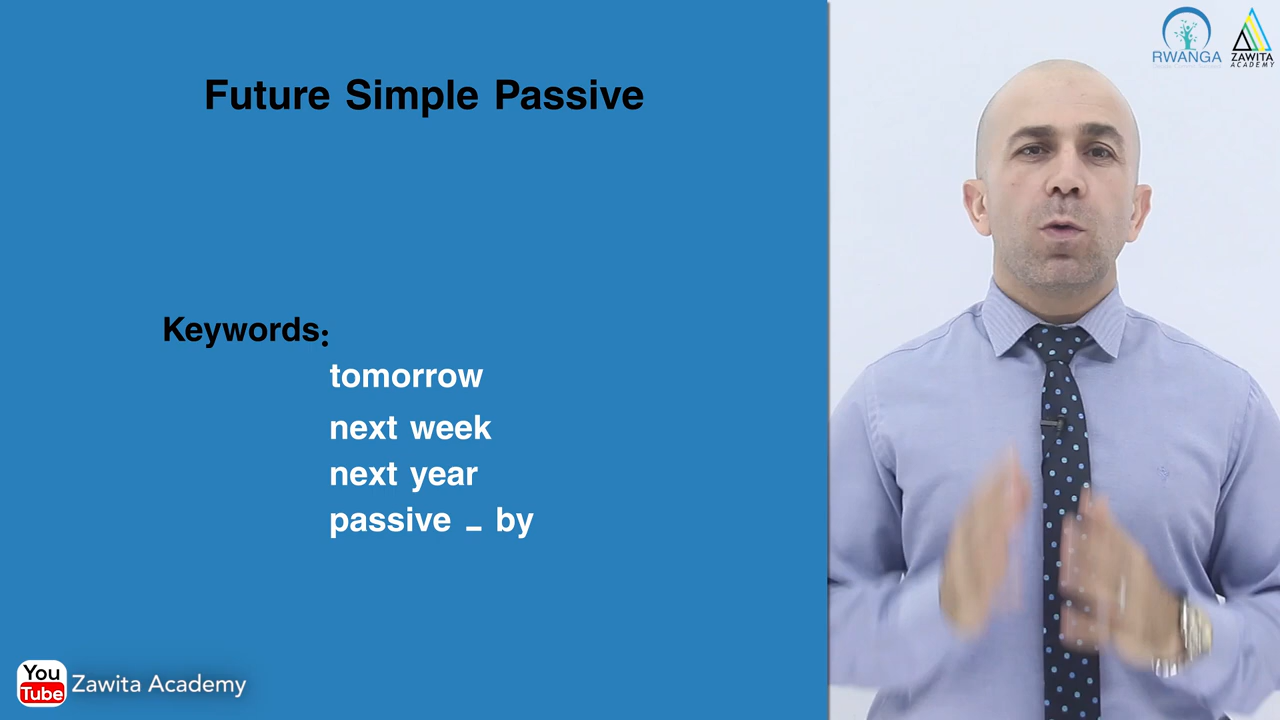 Future Simple Passive
RWANGA
ZAWITA
ACADEMY
Keywords:
tomorrow
next week
next year
passive - by
You
Tube
Zawita Academy